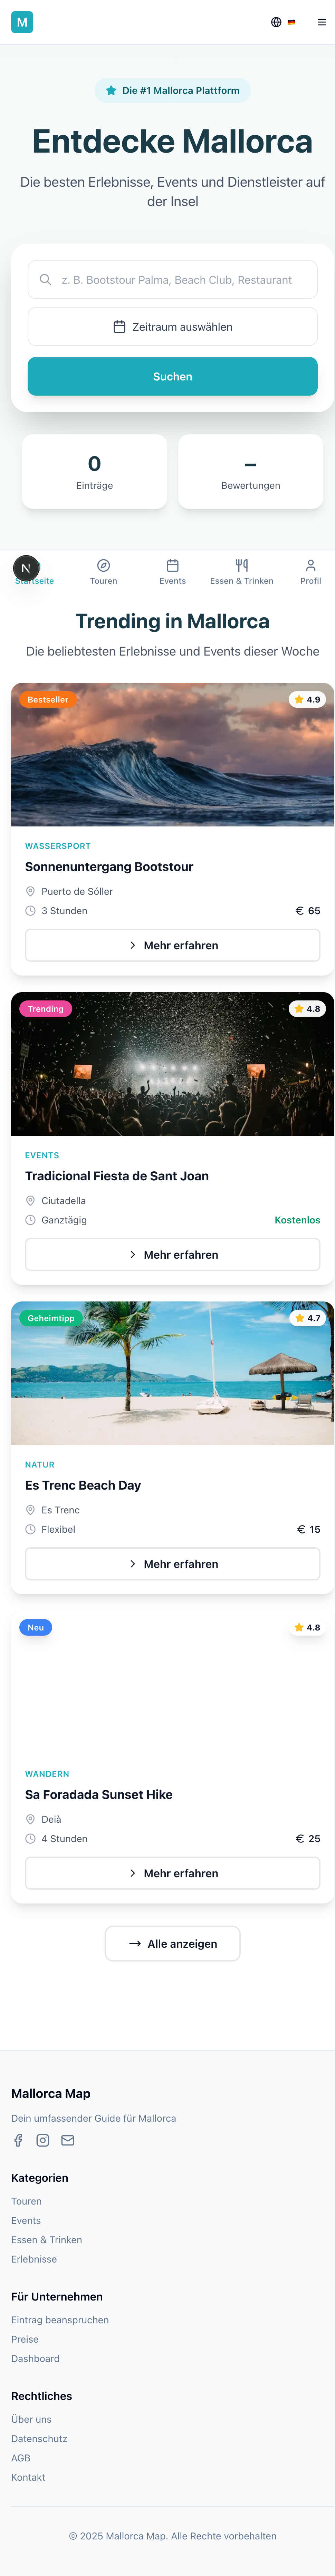 M
Die #1 Mallorca Plattform
Entdecke Mallorca
Die besten Erlebnisse, Events und Dienstleister auf
der Insel
z. B. Bootstour Palma, Beach Club, Restaurant
Zeitraum auswählen
Suchen
0
Einträge
–
Bewertungen
N
Startseite
Touren
Events
Essen & Trinken
Profil
Trending in Mallorca
Die beliebtesten Erlebnisse und Events dieser Woche
Bestseller
4.9
WASSERSPORT
Sonnenuntergang Bootstour
Puerto de Sóller
3 Stunden
€ 65
Mehr erfahren
Trending
4.8
EVENTS
Tradicional Fiesta de Sant Joan
Ciutadella
Ganztägig
Kostenlos
Mehr erfahren
Geheimtipp
4.7
NATUR
Es Trenc Beach Day
Es Trenc
Flexibel
€ 15
Mehr erfahren
Neu
4.8
WANDERN
Sa Foradada Sunset Hike
Deià
4 Stunden
€ 25
Mehr erfahren
Alle anzeigen
Mallorca Map
Dein umfassender Guide für Mallorca
Kategorien
Touren
Events
Essen & Trinken
Erlebnisse
Für Unternehmen
Eintrag beanspruchen
Preise
Dashboard
Rechtliches
Über uns
Datenschutz
AGB
Kontakt
© 2025 Mallorca Map. Alle Rechte vorbehalten